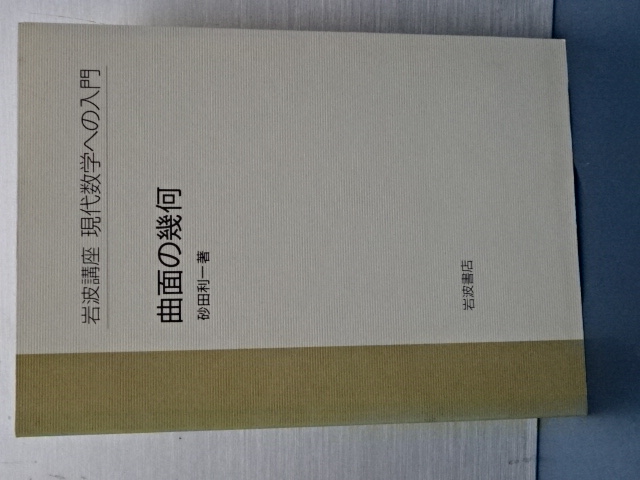 岩波講座 現代数学への入門
曲面の幾何
砂田利一著
岩波書店